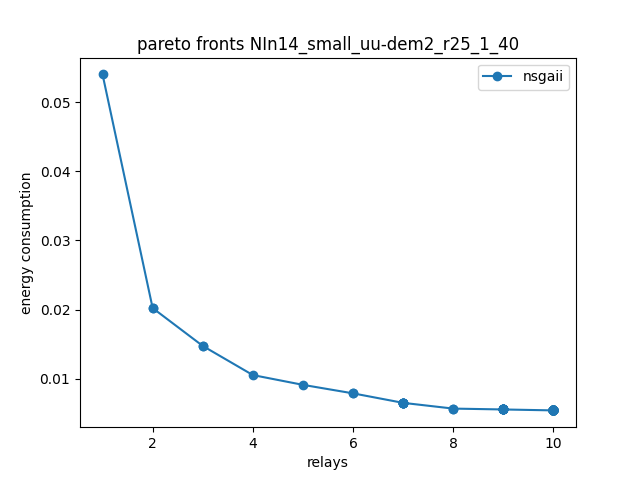 pareto fronts NIn14_small_uu-dem2_r25_1_40
nsgaii
0.05
0.04
0.03
0.02
0.01
energy consumption
2 4 6 8 10
relays